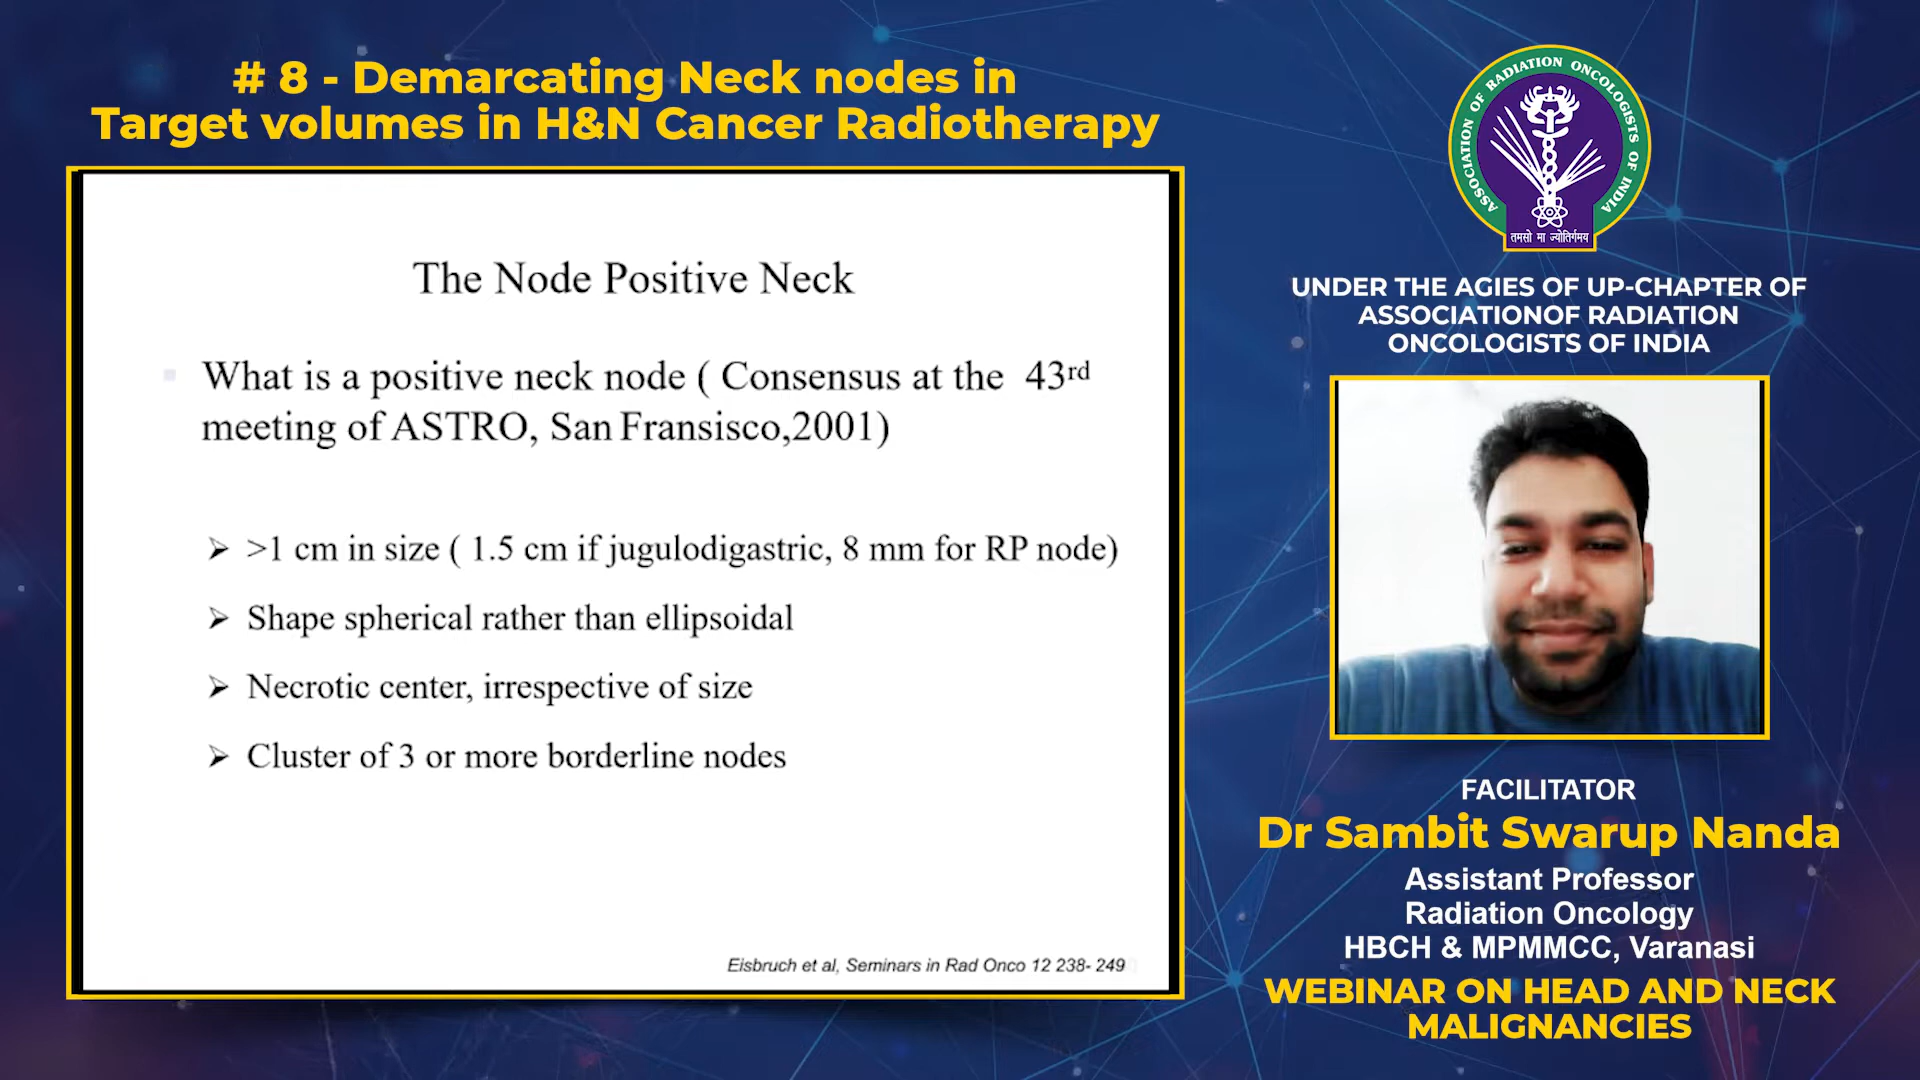 # 8 - Demarcating Neck nodes in
Target volumes in H&N Cancer Radiotherapy
The Node Positive Neck
What is a positive neck node ( Consensus at the 43rd
meeting of ASTRO, San Fransisco,2001)
➢ >1 cm in size ( 1.5 cm if jugulodigastric, 8 mm for RP node)
➢ Shape spherical rather than ellipsoidal
➢ Necrotic center, irrespective of size
➢ Cluster of 3 or more borderline nodes
Eisbruch et al, Seminars in Rad Onco 12 238- 249
ASSOCIATION OF RADIATION ONCOLOGISTS OF INDIA
तमसो मा ज्योतिर्गमय
UNDER THE AGIES OF UP-CHAPTER OF
ASSOCIATIONOF RADIATION
ONCOLOGISTS OF INDIA
FACILITATOR
Dr Sambit Swarup Nanda
Assistant Professor
Radiation Oncology
HBCH & MPMMCC, Varanasi
WEBINAR ON HEAD AND NECK
MALIGNANCIES